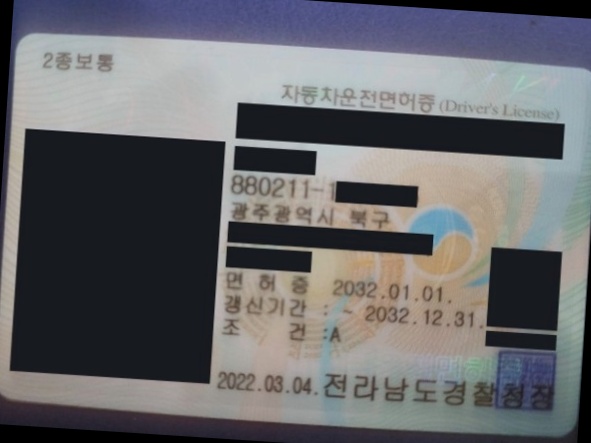 2종보통
자동차운전면허증 (Driver's License)
880211-1
광주광역시 북구
면 허 증 2032.01.01.
갱신기간 : ~ 2032.12.31.
조 건 :A
2022.03.04. 전라남도경찰청장